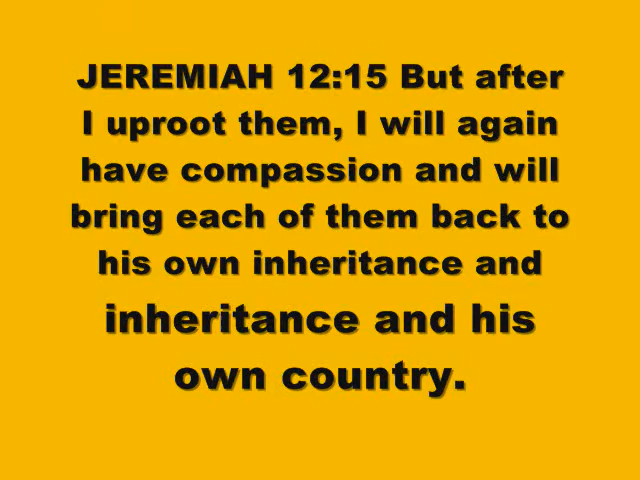 JEREMIAH 12:15 But after
I uproot them, I will again
have compassion and will
bring each of them back to
his own inheritance and
inheritance and his
own country.